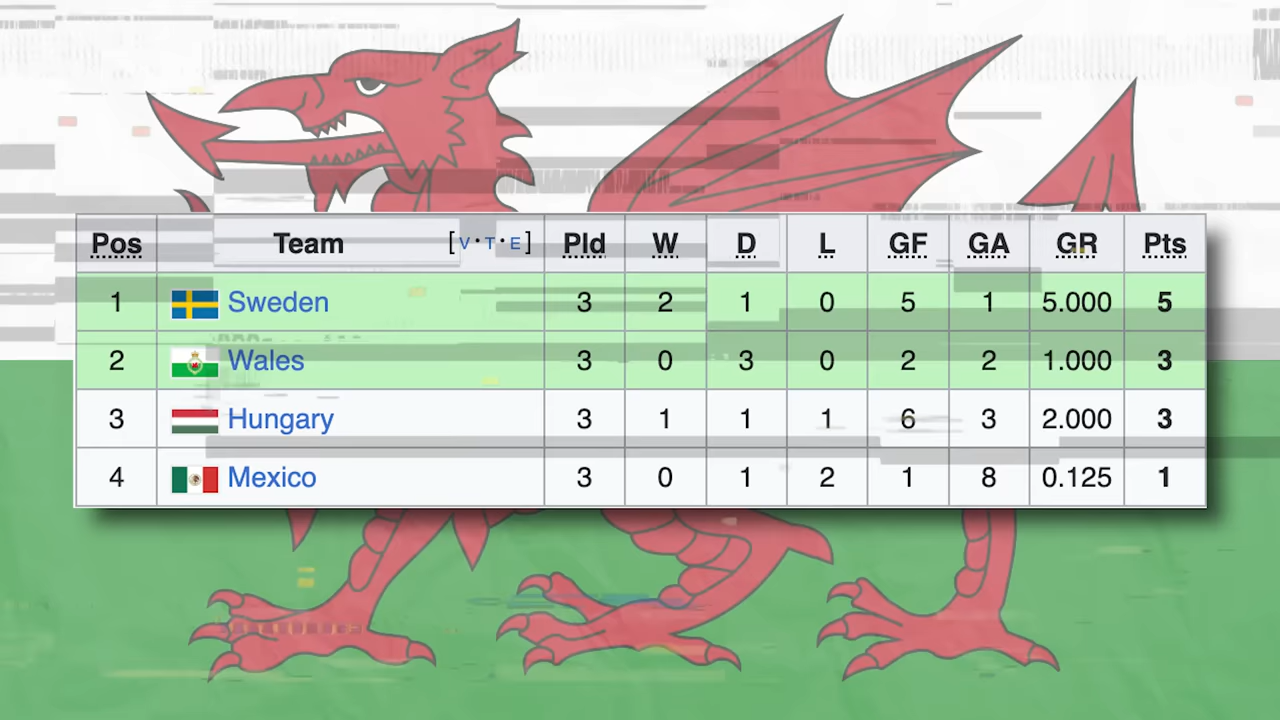 Pos Team [V·T·E] Pld W D L GF GA GR Pts
1 Sweden 3 2 1 0 5 1 5.000 5
2 Wales 3 0 3 0 2 2 1.000 3
3 Hungary 3 1 1 1 6 3 2.000 3
4 Mexico 3 0 1 2 1 8 0.125 1